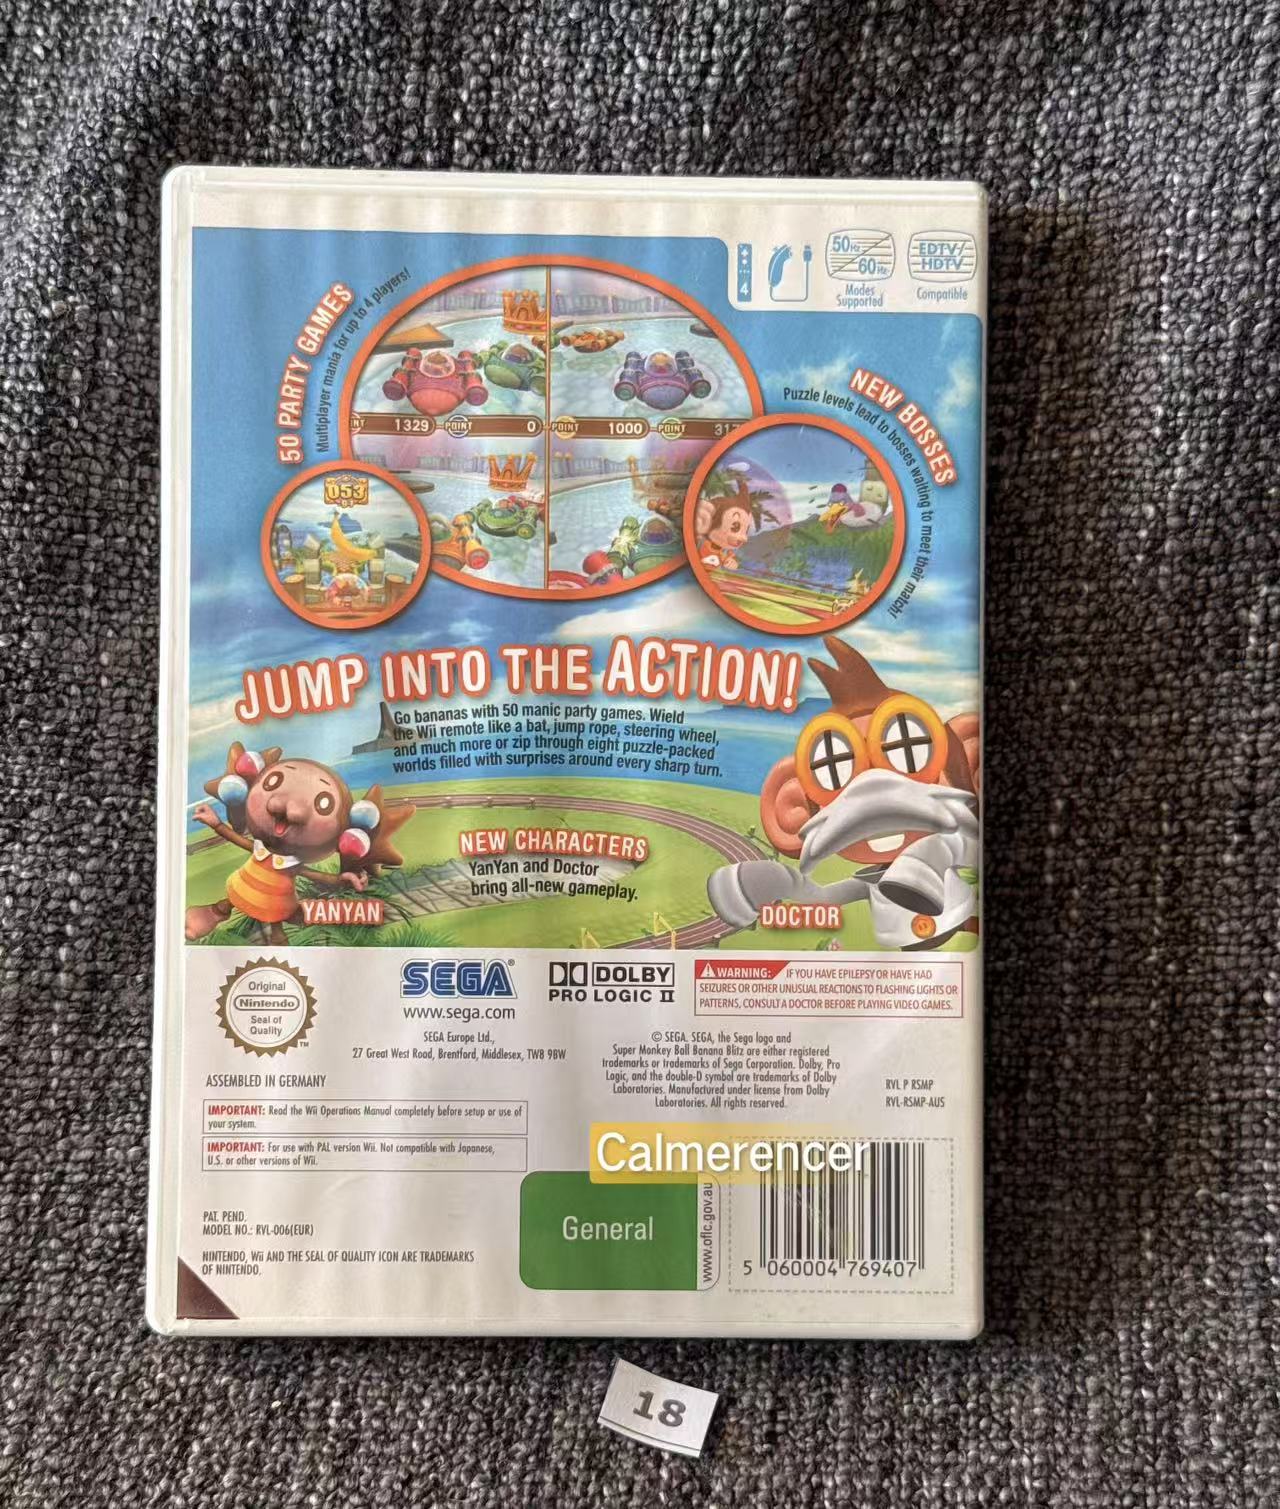 50Hz
60Hz
Modes
Supported
EDTV/
HDTV
Compatible
4
50 PARTY GAMES
Multiplayer mania for up to 4 players!
NEW BOSSES
Puzzle levels lead to bosses waiting to meet their match!
1329 POINT 0 POINT 1000 POINT 317
053
JUMP INTO THE ACTION!
Go bananas with 50 manic party games. Wield
the Wii remote like a bat, jump rope, steering wheel,
and much more or zip through eight puzzle-packed
worlds filled with surprises around every sharp turn.
NEW CHARACTERS
YanYan and Doctor
bring all-new gameplay.
YANYAN
DOCTOR
Original
Nintendo
Seal of
Quality
TM
SEGA®
www.sega.com
SEGA Europe Ltd.,
27 Great West Road, Brentford, Middlesex, TW8 9BW
DOLBY
PRO LOGIC II
WARNING: IF YOU HAVE EPILEPSY OR HAVE HAD
SEIZURES OR OTHER UNUSUAL REACTIONS TO FLASHING LIGHTS OR
PATTERNS, CONSULT A DOCTOR BEFORE PLAYING VIDEO GAMES.
© SEGA. SEGA, the Sega logo and
Super Monkey Ball Banana Blitz are either registered
trademarks or trademarks of Sega Corporation. Dolby, Pro
Logic, and the double-D symbol are trademarks of Dolby
Laboratories. Manufactured under license from Dolby
Laboratories. All rights reserved.
RVL P RSMP
RVL-RSMP-AUS
ASSEMBLED IN GERMANY
IMPORTANT: Read the Wii Operations Manual completely before setup or use of
your system.
IMPORTANT: For use with PAL version Wii. Not compatible with Japanese,
U.S. or other versions of Wii.
PAT. PEND.
MODEL NO.: RVL-006(EUR)
NINTENDO, Wii AND THE SEAL OF QUALITY ICON ARE TRADEMARKS
OF NINTENDO.
Calmerencer
General
www.oflc.gov.au
5 060004 769407
18